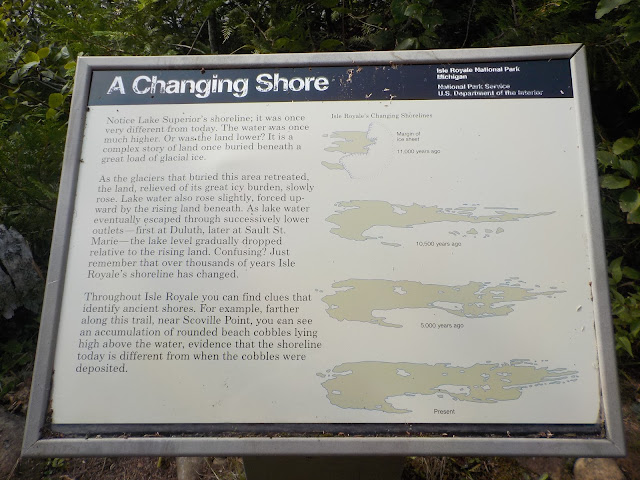 A Changing Shore
Isle Royale National Park
Michigan
National Park Service
U.S. Department of the Interior
Notice Lake Superior's shoreline; it was once
very different from today. The water was once
much higher. Or was the land lower? It is a
complex story of land once buried beneath a
great load of glacial ice.
As the glaciers that buried this area retreated,
the land, relieved of its great icy burden, slowly
rose. Lake water also rose slightly, forced up-
ward by the rising land beneath. As lake water
eventually escaped through successively lower
outlets—first at Duluth, later at Sault St.
Marie—the lake level gradually dropped
relative to the rising land. Confusing? Just
remember that over thousands of years Isle
Royale's shoreline has changed.
Throughout Isle Royale you can find clues that
identify ancient shores. For example, farther
along this trail, near Scoville Point, you can see
an accumulation of rounded beach cobbles lying
high above the water, evidence that the shoreline
today is different from when the cobbles were
deposited.
Isle Royale's Changing Shorelines
Margin of
ice sheet
11,000 years ago
10,500 years ago
5,000 years ago
Present